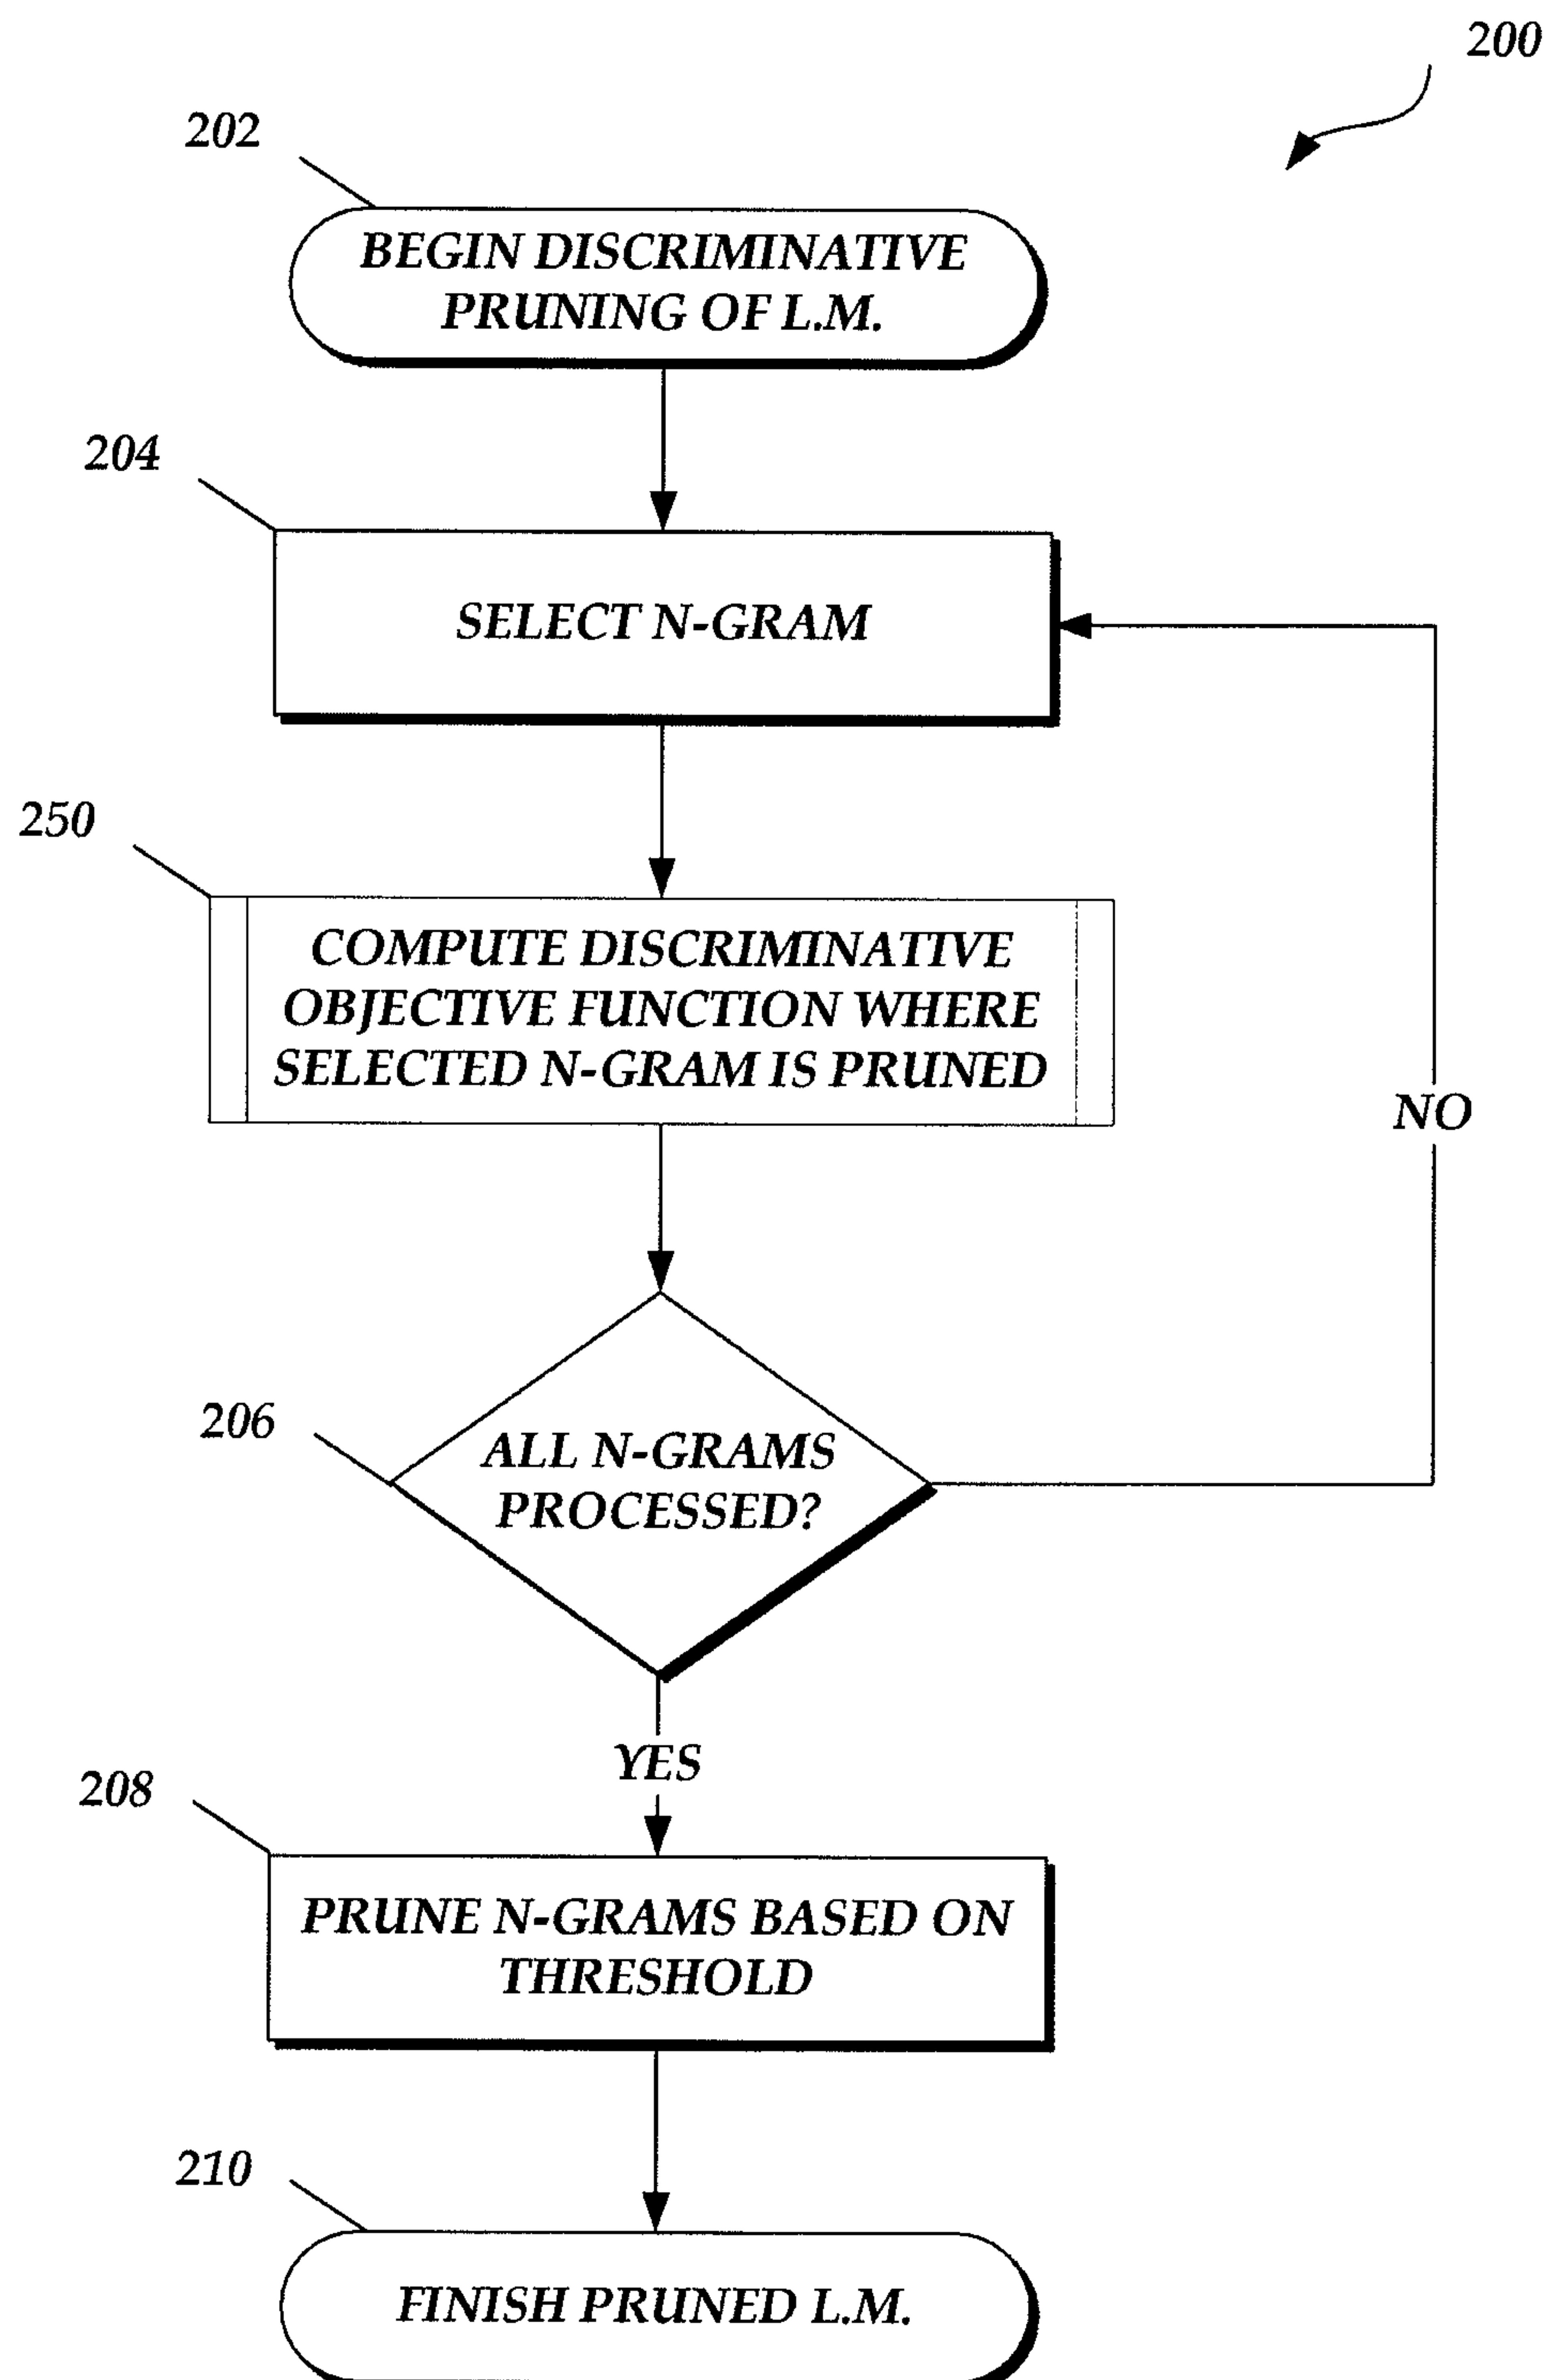 200
202
BEGIN DISCRIMINATIVE
PRUNING OF L.M.
204
SELECT N-GRAM
250
COMPUTE DISCRIMINATIVE
OBJECTIVE FUNCTION WHERE
SELECTED N-GRAM IS PRUNED
NO
206
ALL N-GRAMS
PROCESSED?
YES
208
PRUNE N-GRAMS BASED ON
THRESHOLD
210
FINISH PRUNED L.M.